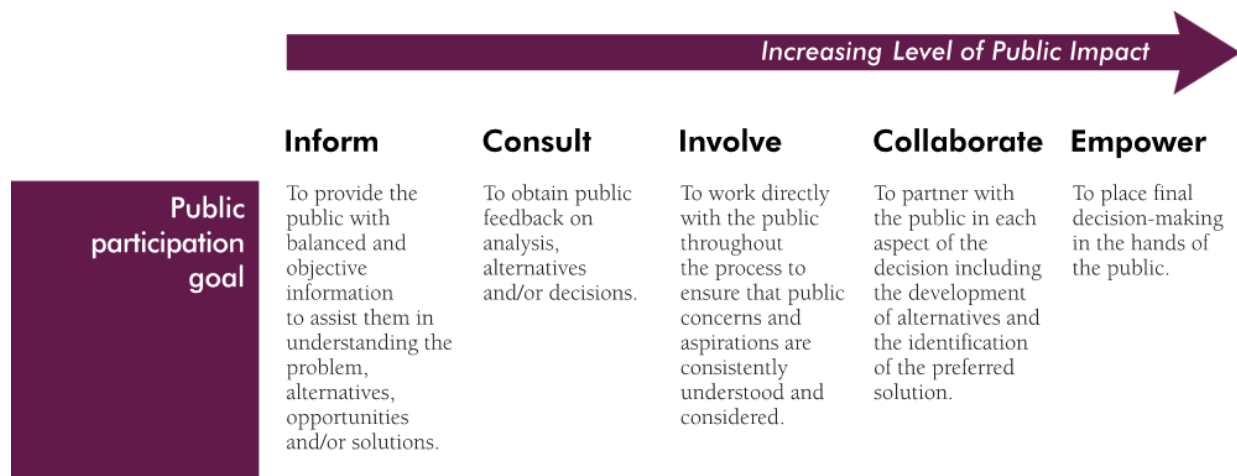 Increasing Level of Public Impact
Inform
Consult
Involve
Collaborate
Empower
Public
participation
goal
To provide the
public with
balanced and
objective
information
to assist them in
understanding the
problem,
alternatives,
opportunities
and/or solutions.
To obtain public
feedback on
analysis,
alternatives
and/or decisions.
To work directly
with the public
throughout
the process to
ensure that public
concerns and
aspirations are
consistently
understood and
considered.
To partner with
the public in each
aspect of the
decision including
the development
of alternatives and
the identification
of the preferred
solution.
To place final
decision-making
in the hands of
the public.